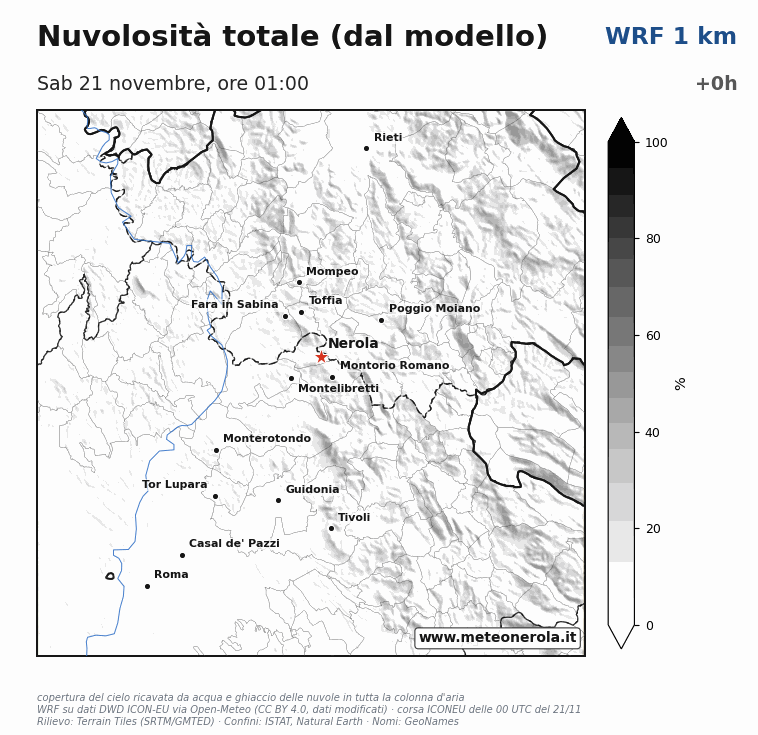 Nuvolosità totale (dal modello)
WRF 1 km
Sab 21 novembre, ore 01:00
+0h
Rieti
Mompeo
Toffia
Fara in Sabina
Poggio Moiano
Nerola
Montorio Romano
Montelibretti
Monterotondo
Tor Lupara
Guidonia
Tivoli
Casal de' Pazzi
Roma
www.meteonerola.it
100
80
60
40
20
0
%
copertura del cielo ricavata da acqua e ghiaccio delle nuvole in tutta la colonna d'aria
WRF su dati DWD ICON-EU via Open-Meteo (CC BY 4.0, dati modificati) · corsa ICONEU delle 00 UTC del 21/11
Rilievo: Terrain Tiles (SRTM/GMTED) · Confini: ISTAT, Natural Earth · Nomi: GeoNames